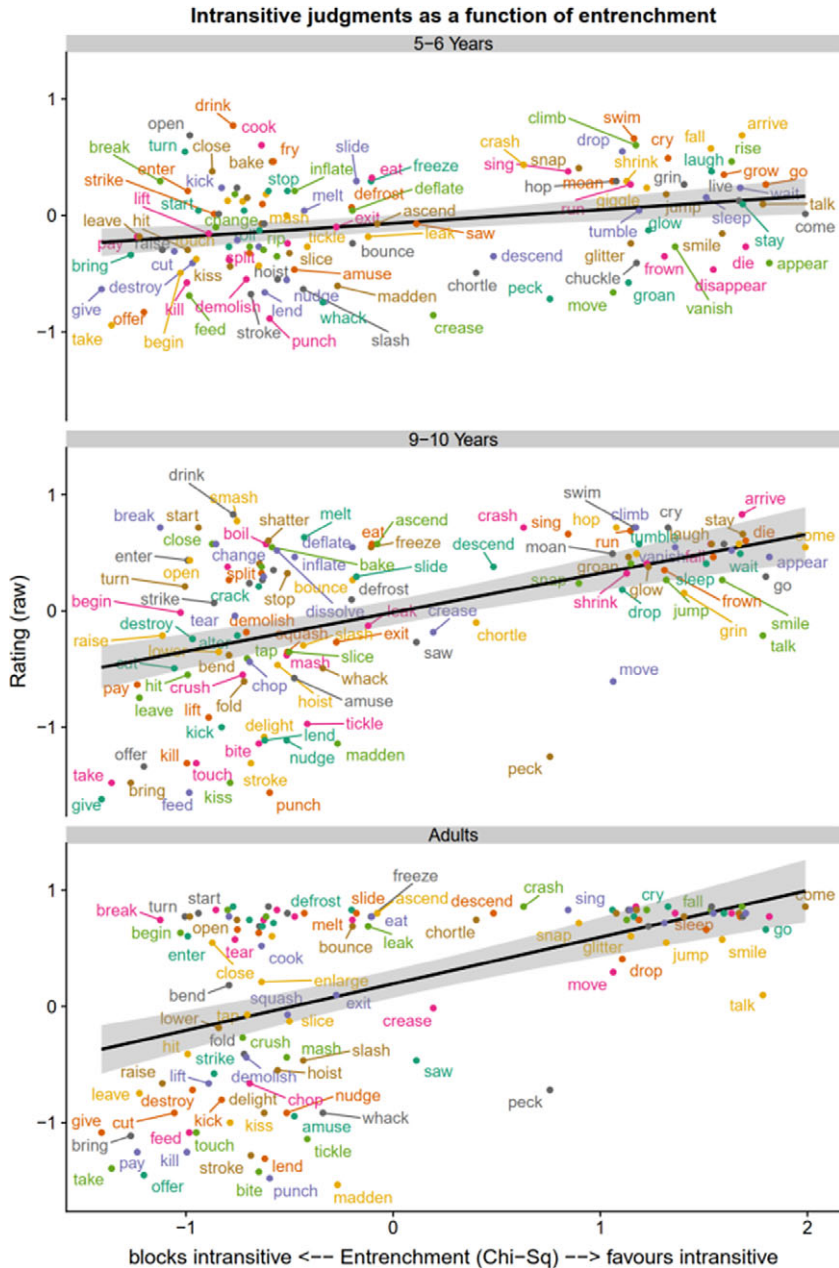 Intransitive judgments as a function of entrenchment
5−6 Years
drink
open
cook
turn
close
fry
break
bake
slide
climb
swim
arrive
crash
drop
cry
fall
rise
enter
inflate
eat
freeze
sing
snap
shrink
laugh
strike
kick
stop
melt
defrost
deflate
hop
moan
grin
grow
go
lift
start
giggle
live
wait
leave
hit
change
mash
exit
ascend
run
jump
talk
pay
raise
touch
boil
rip
tickle
leak
saw
tumble
glow
sleep
stay
come
bring
cut
split
slice
descend
glitter
smile
die
kiss
hoist
amuse
chortle
chuckle
frown
appear
give
destroy
demolish
nudge
madden
peck
groan
disappear
take
offer
kill
lend
whack
crease
move
vanish
begin
feed
stroke
punch
slash
1
0
−1
9−10 Years
drink
smash
break
start
shatter
melt
ascend
swim
climb
cry
arrive
close
boil
deflate
eat
freeze
crash
sing
hop
stay
enter
change
bake
descend
moan
run
tumble
laugh
die
come
open
split
inflate
slide
groan
vanish
fall
wait
appear
turn
crack
bounce
snap
glow
sleep
go
strike
stop
dissolve
defrost
shrink
frown
begin
tear
demolish
leak
crease
drop
jump
smile
raise
destroy
alter
squash
slash
exit
chortle
grin
talk
lower
tap
slice
saw
cut
bend
chop
mash
whack
move
pay
hit
crush
hoist
amuse
leave
fold
lift
kick
delight
tickle
lend
offer
kill
bite
nudge
madden
peck
take
touch
stroke
give
bring
feed
kiss
punch
1
0
−1
Rating (raw)
Adults
freeze
turn
start
defrost
slide
ascend
crash
sing
cry
fall
come
break
open
melt
eat
descend
begin
tear
bounce
leak
chortle
snap
sleep
go
enter
cook
glitter
jump
smile
close
enlarge
drop
bend
squash
exit
move
talk
lower
tap
slice
crease
hit
fold
crush
mash
slash
saw
strike
raise
lift
demolish
hoist
leave
destroy
chop
nudge
peck
give
cut
kick
delight
whack
bring
feed
touch
kiss
amuse
pay
kill
tickle
take
offer
stroke
lend
bite
punch
madden
1
0
−1
−1 0 1 2
blocks intransitive <−− Entrenchment (Chi−Sq) −−> favours intransitive